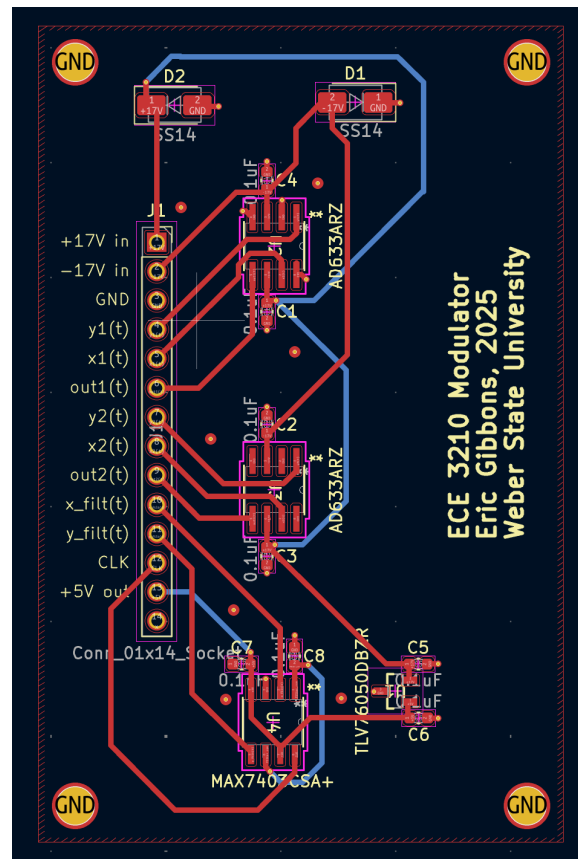 GND
GND
D2
D1
1
+17V
2
GND
2
-17V
1
GND
SS14
SS14
0.1uF
C4
J1
**
AD633ARZ
+17V in
-17V in
GND
y1(t)
x1(t)
out1(t)
y2(t)
x2(t)
out2(t)
x_filt(t)
y_filt(t)
CLK
+5V out
C1
0.1uF
C2
**
AD633ARZ
0.1uF
C3
ECE 3210 Modulator
Eric Gibbons, 2025
Weber State University
Conn_01x14_Socket
C7
C8
C5
0.1uF
0.1uF
C6
**
U4
TLV76050DBZR
MAX7403CSA+
GND
GND